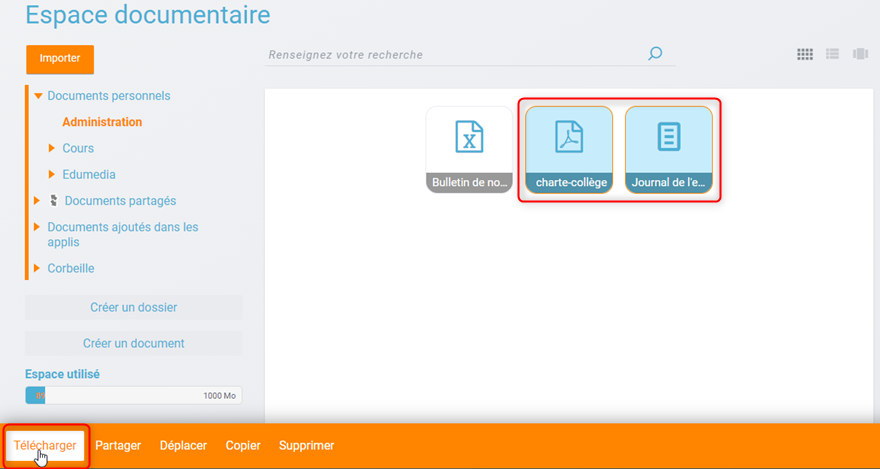 Espace documentaire
Importer
Renseignez votre recherche
Documents personnels
Administration
Cours
Edumedia
Documents partagés
Documents ajoutés dans les
applis
Corbeille
Créer un dossier
Créer un document
Espace utilisé
1000 Mo
Bulletin de no...
charte-collège
Journal de l'e...
Télécharger
Partager
Déplacer
Copier
Supprimer